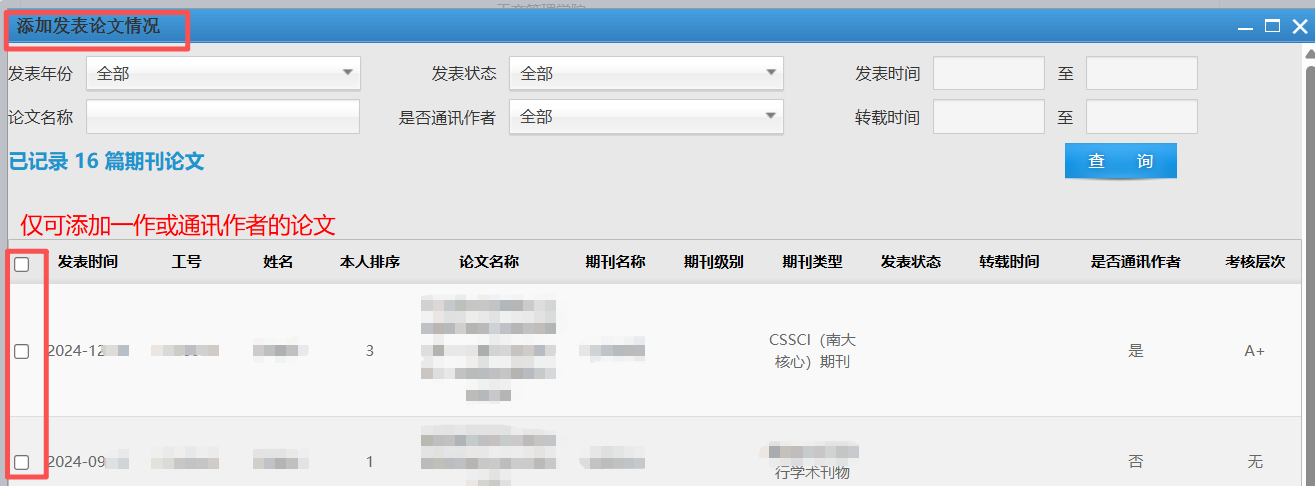 添加发表论文情况
发表年份 全部 发表状态 全部 发表时间 至
论文名称 是否通讯作者 全部 转载时间 至
已记录 16 篇期刊论文 查 询
仅可添加一作或通讯作者的论文
发表时间 工号 姓名 本人排序 论文名称 期刊名称 期刊级别 期刊类型 发表状态 转载时间 是否通讯作者 考核层次
CSSCI（南大
2024-12 3 是 A+
核心）期刊
2024-09 1 否 无
行学术刊物